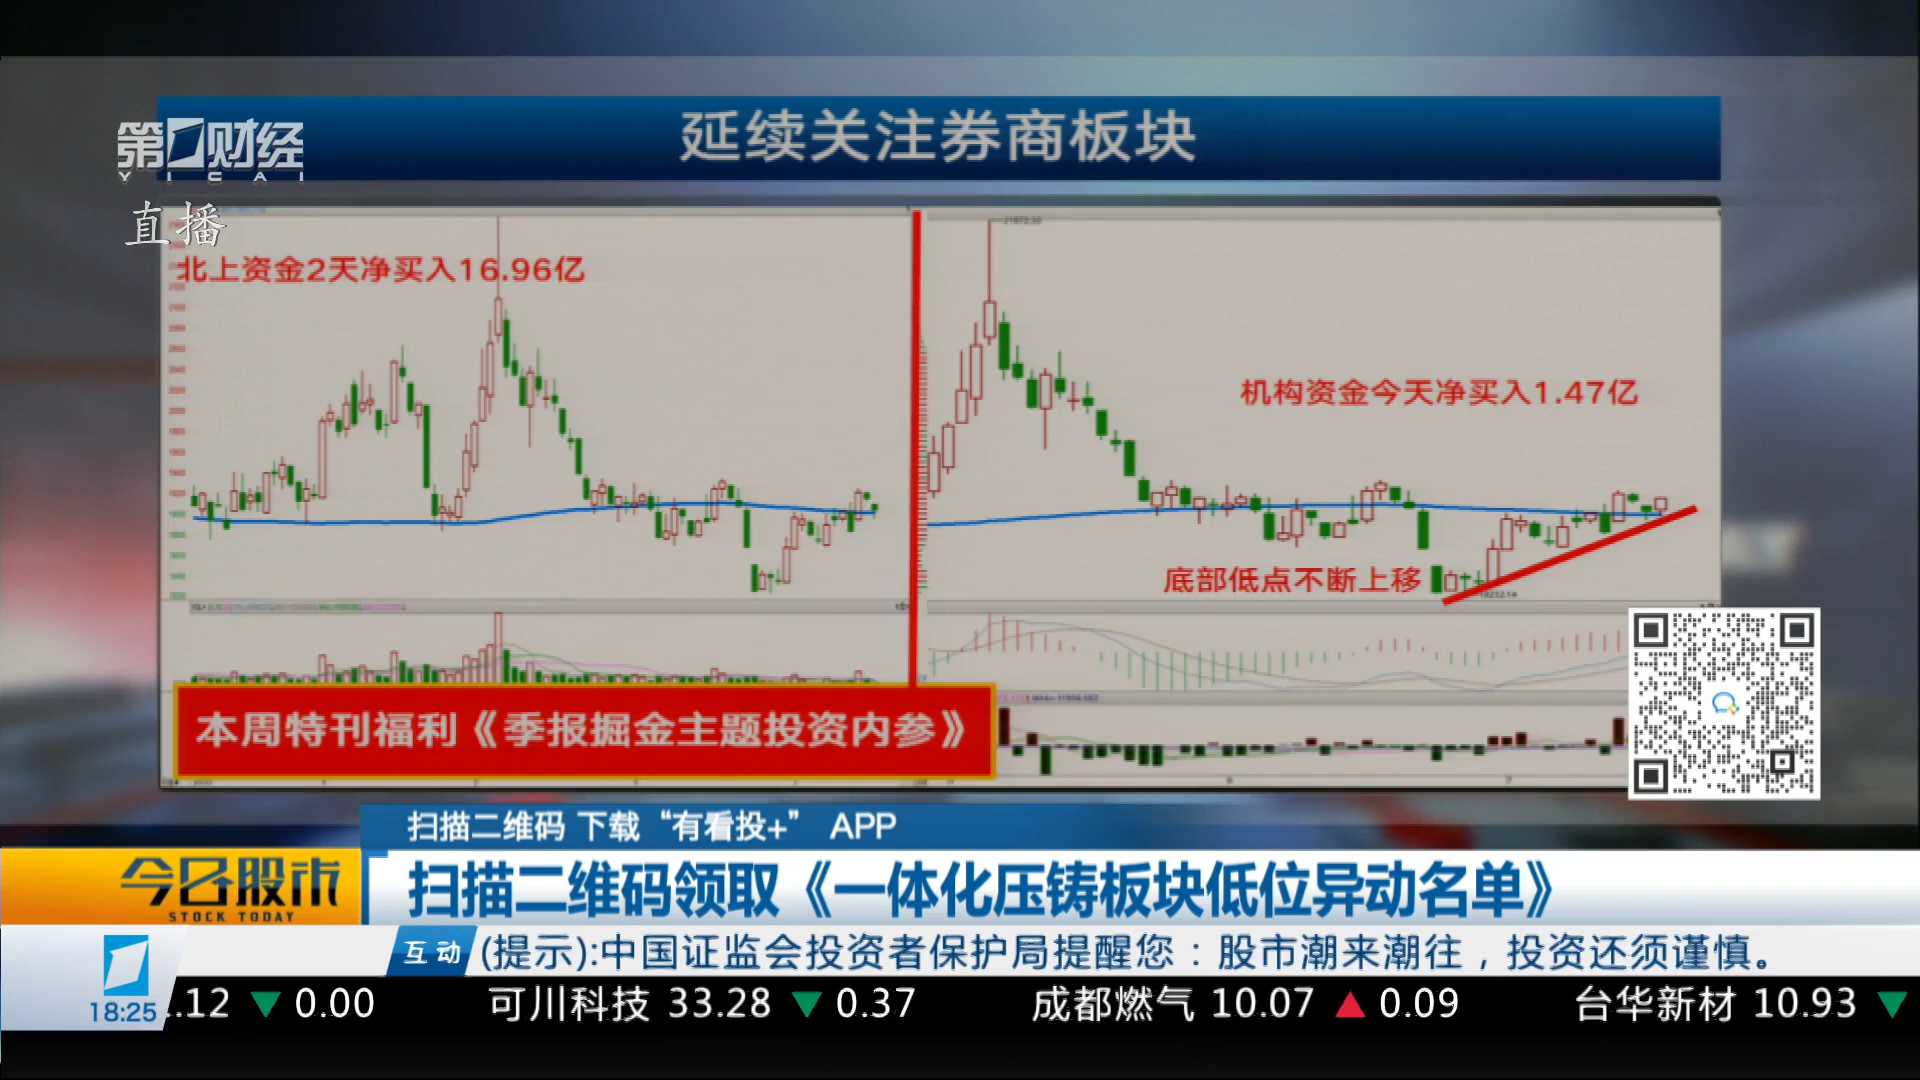 延续关注券商板块
第一财经
YICAI
直播
北上资金2天净买入16.96亿
机构资金今天净买入1.47亿
底部低点不断上移
本周特刊福利《季报掘金主题投资内参》
扫描二维码 下载“有看投+” APP
今日股市
STOCK TODAY
扫描二维码领取《一体化压铸板块低位异动名单》
互动
(提示):中国证监会投资者保护局提醒您：股市潮来潮往，投资还须谨慎。
18:25
.12 ▼ 0.00 可川科技 33.28 ▼ 0.37 成都燃气 10.07 ▲ 0.09 台华新材 10.93 ▼